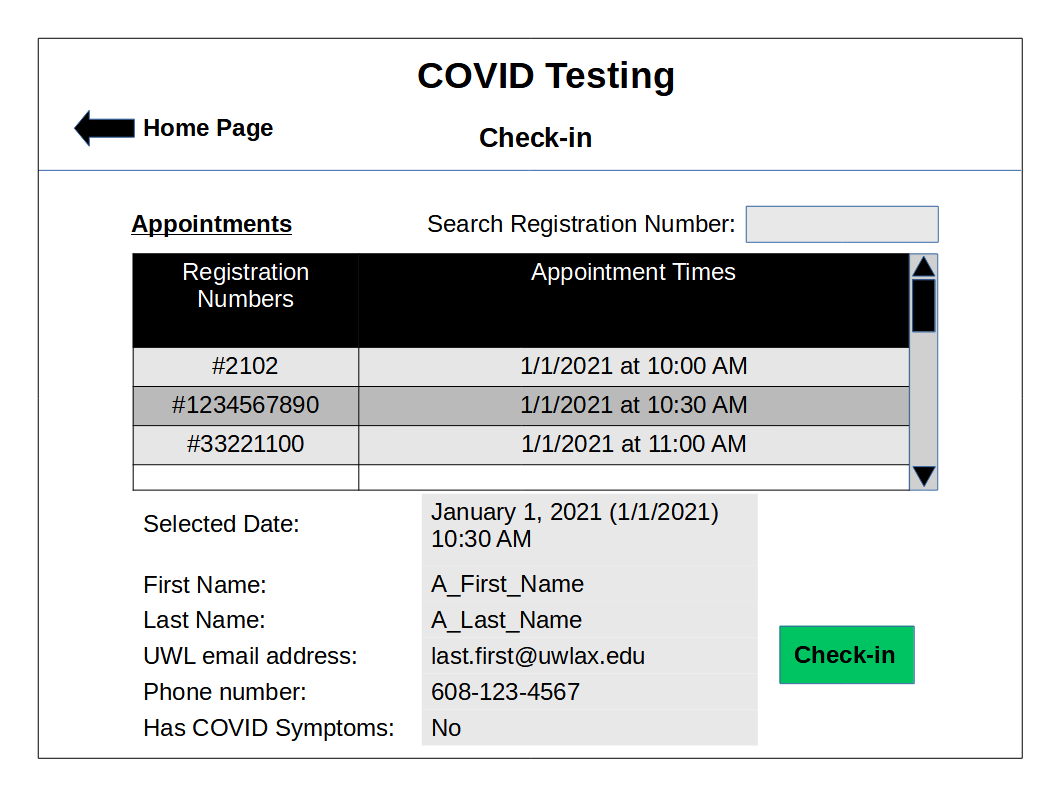 COVID Testing
Home Page
Check-in
Appointments
Search Registration Number:
Registration
Numbers
Appointment Times
#2102
1/1/2021 at 10:00 AM
#1234567890
1/1/2021 at 10:30 AM
#33221100
1/1/2021 at 11:00 AM
Selected Date:
January 1, 2021 (1/1/2021)
10:30 AM
First Name:
A_First_Name
Last Name:
A_Last_Name
UWL email address:
last.first@uwlax.edu
Phone number:
608-123-4567
Has COVID Symptoms:
No
Check-in